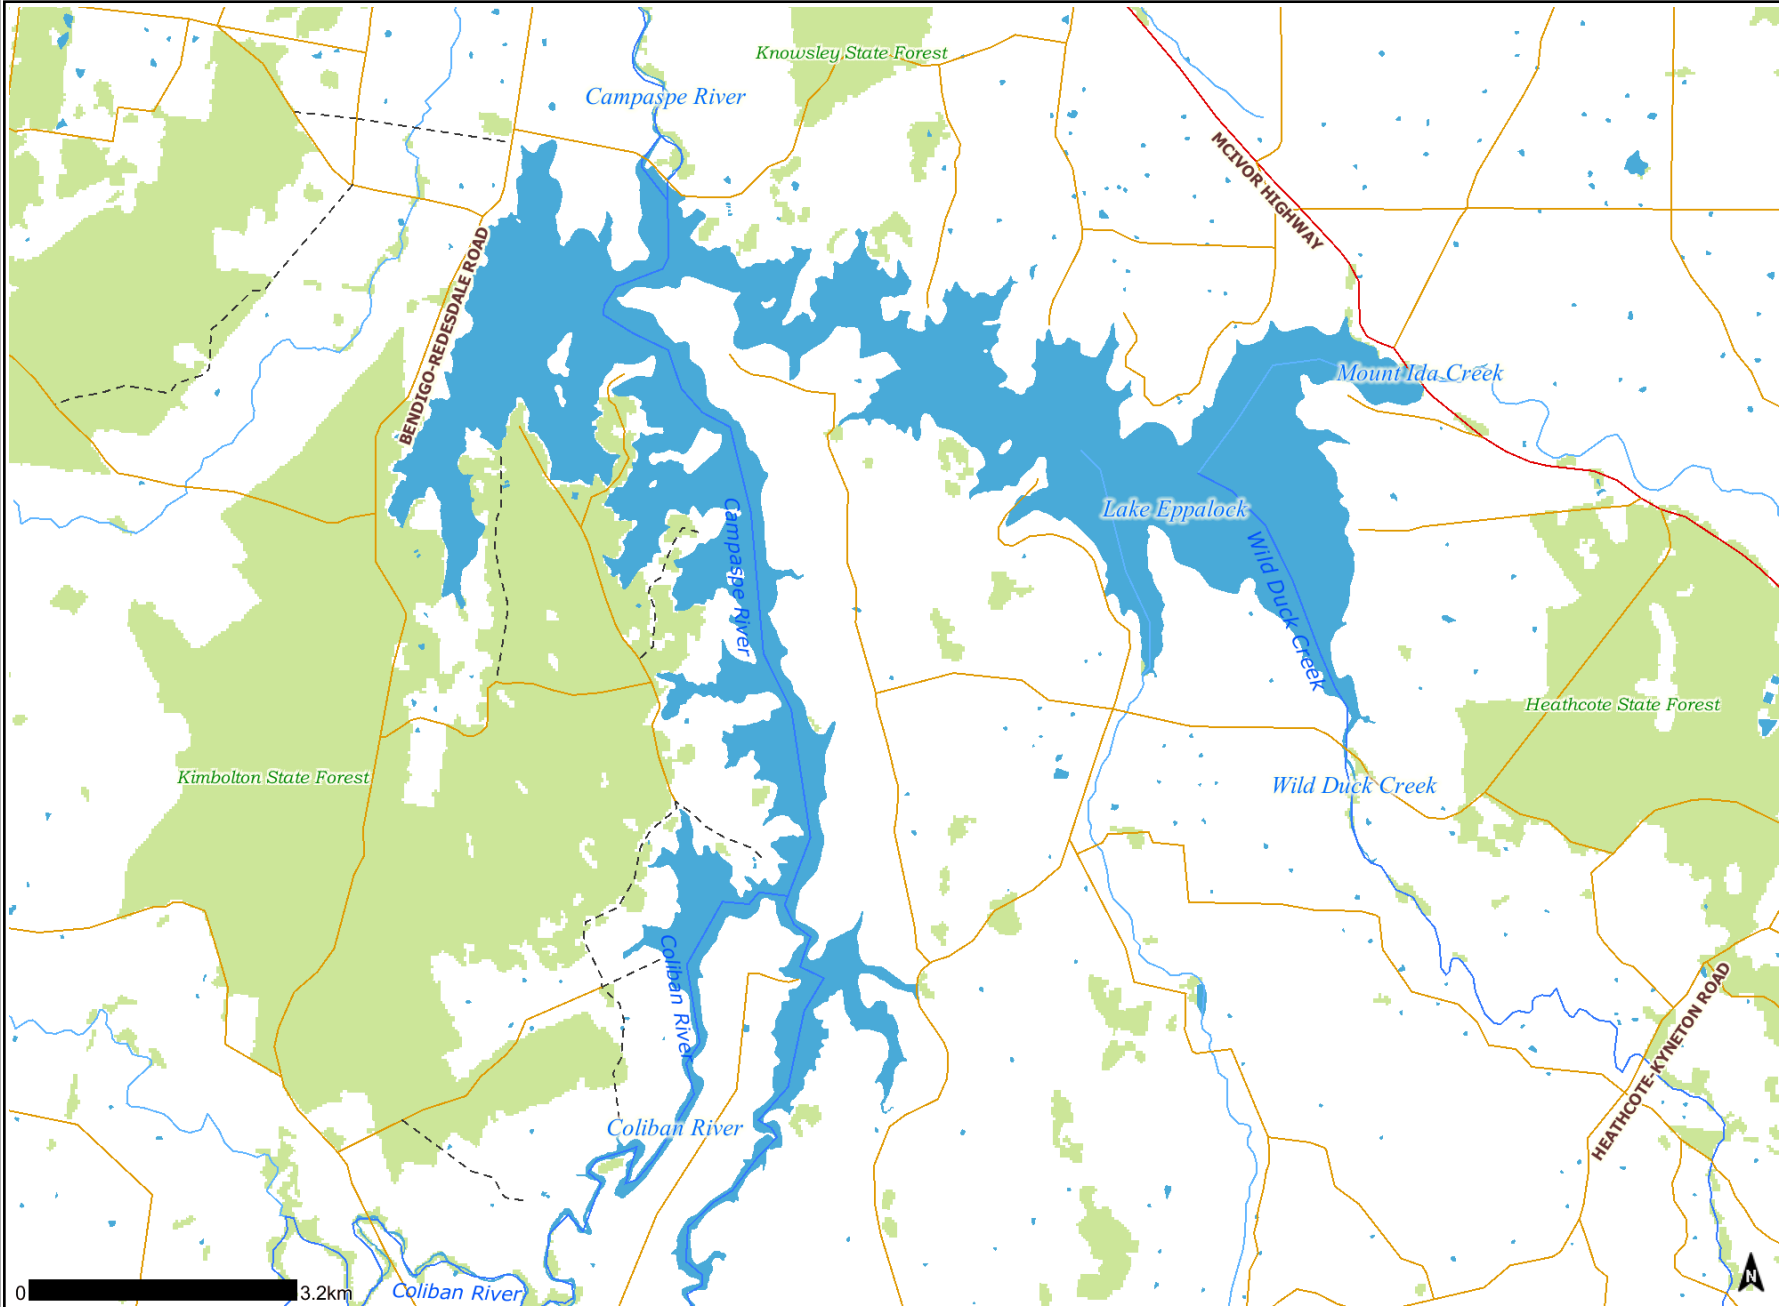 Knowsley State Forest
Campaspe River
MCIVOR HIGHWAY
BENDIGO-REDESDALE ROAD
Mount Ida Creek
Lake Eppalock
Campaspe River
Wild Duck Creek
Heathcote State Forest
Kimbolton State Forest
Wild Duck Creek
Coliban River
HEATHCOTE-KYNETON ROAD
Coliban River
Coliban River
0 3.2km
N